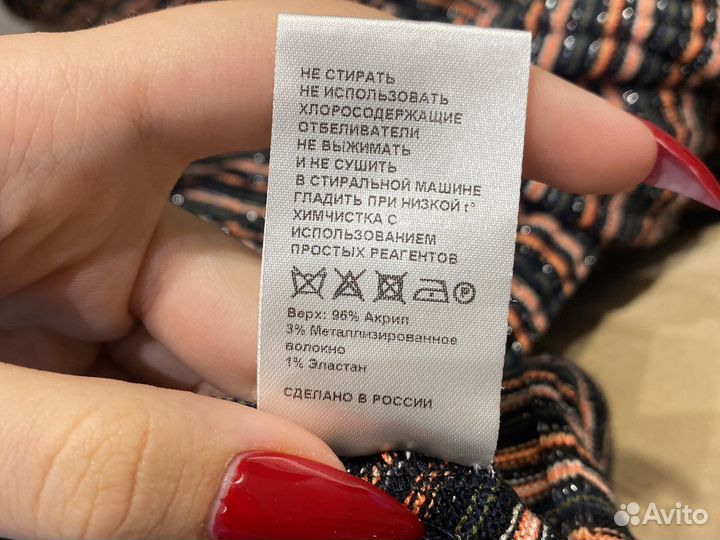 НЕ СТИРАТЬ
НЕ ИСПОЛЬЗОВАТЬ
ХЛОРОСОДЕРЖАЩИЕ
ОТБЕЛИВАТЕЛИ
НЕ ВЫЖИМАТЬ
И НЕ СУШИТЬ
В СТИРАЛЬНОЙ МАШИНЕ
ГЛАДИТЬ ПРИ НИЗКОЙ t°
ХИМЧИСТКА С
ИСПОЛЬЗОВАНИЕМ
ПРОСТЫХ РЕАГЕНТОВ
P
Верх: 96% Акрил
3% Металлизированное
волокно
1% Эластан
СДЕЛАНО В РОССИИ
Avito